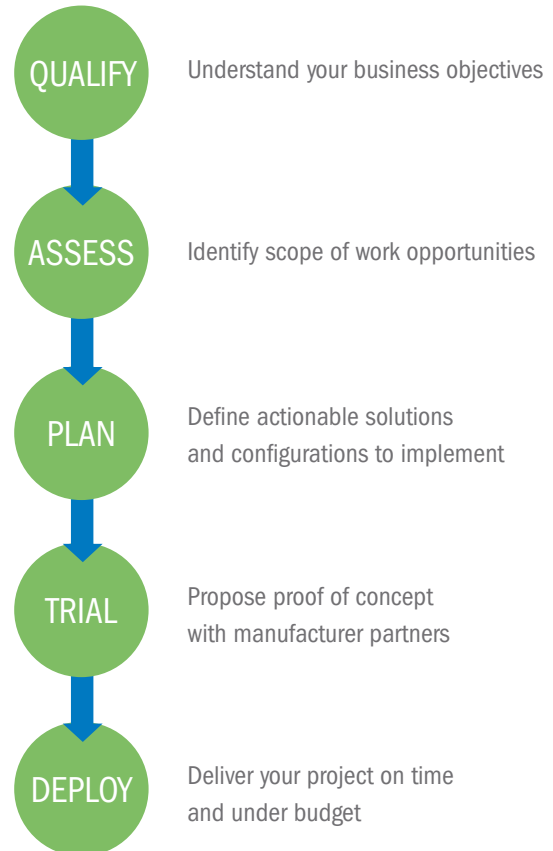 QUALIFY
Understand your business objectives
ASSESS
Identify scope of work opportunities
PLAN
Define actionable solutions
and configurations to implement
TRIAL
Propose proof of concept
with manufacturer partners
DEPLOY
Deliver your project on time
and under budget